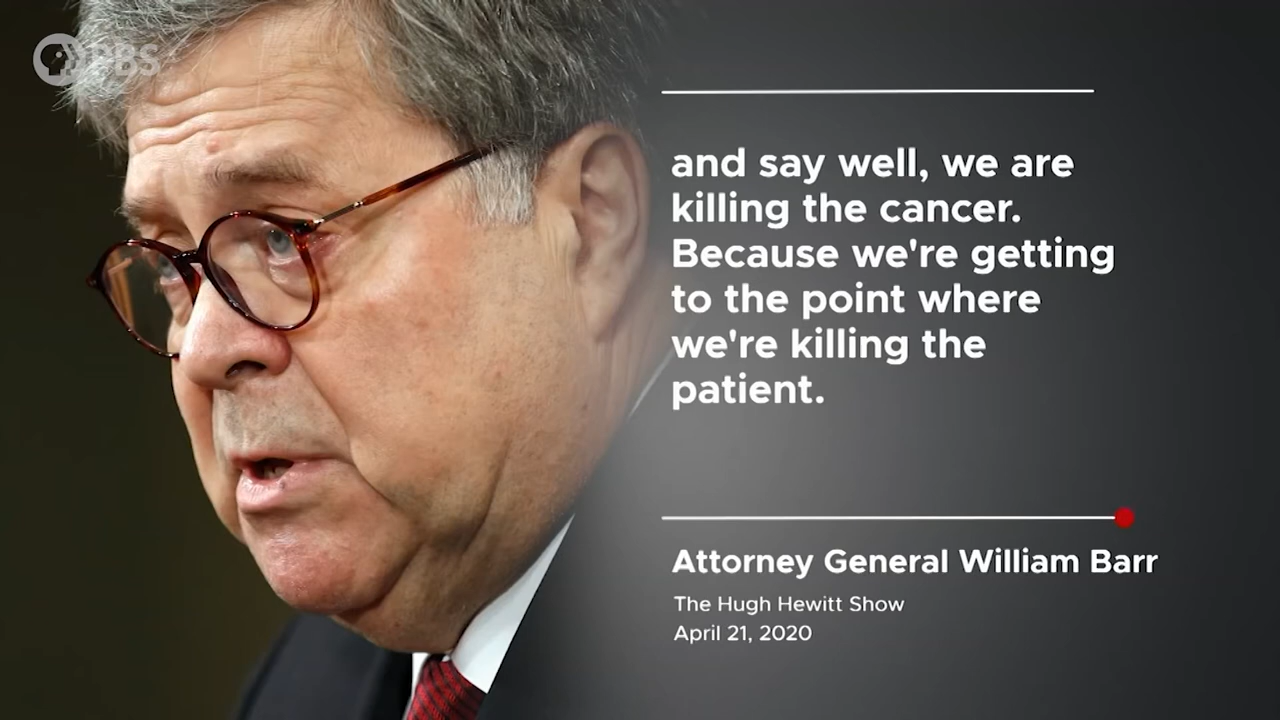 PBS
and say well, we are
killing the cancer.
Because we're getting
to the point where
we're killing the
patient.
Attorney General William Barr
The Hugh Hewitt Show
April 21, 2020